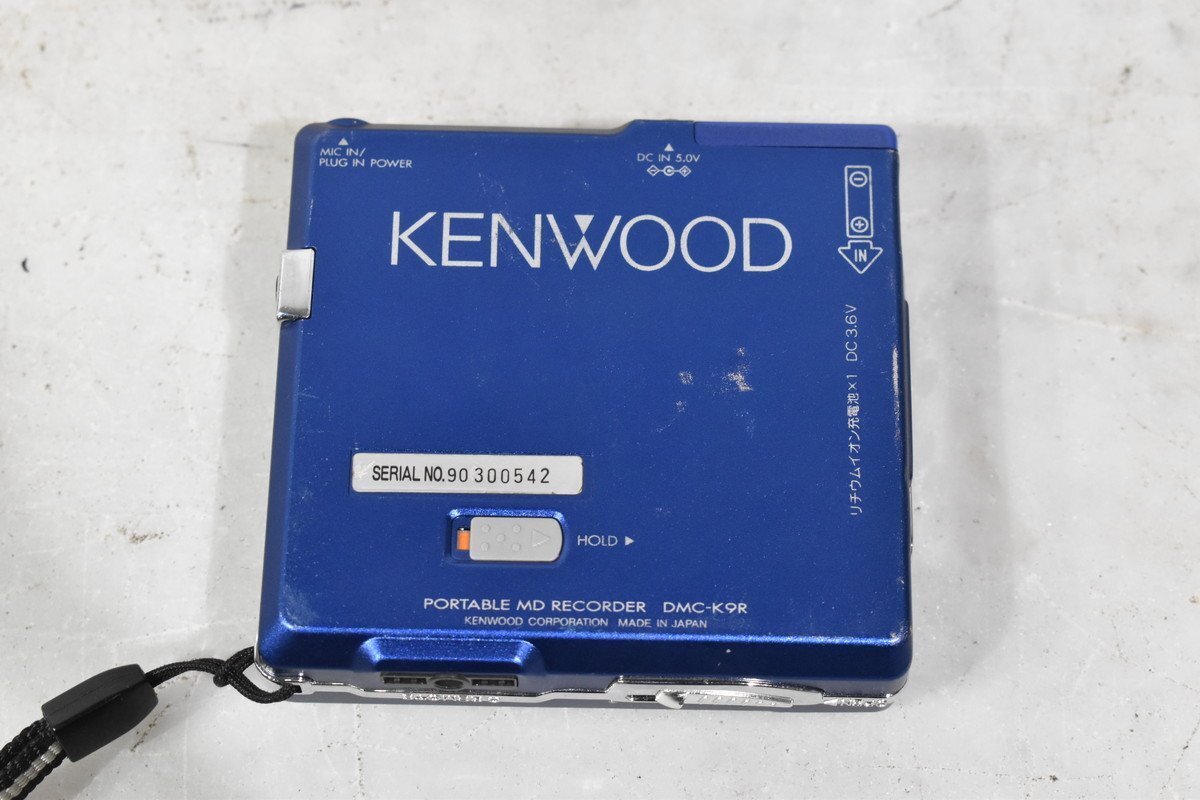 MIC IN/
PLUG IN POWER
DC IN 5.0V
KENWOOD
IN
リチウムイオン充電池×1 DC3.6V
SERIAL NO. 90 300542
HOLD
PORTABLE MD RECORDER DMC-K9R
KENWOOD CORPORATION MADE IN JAPAN